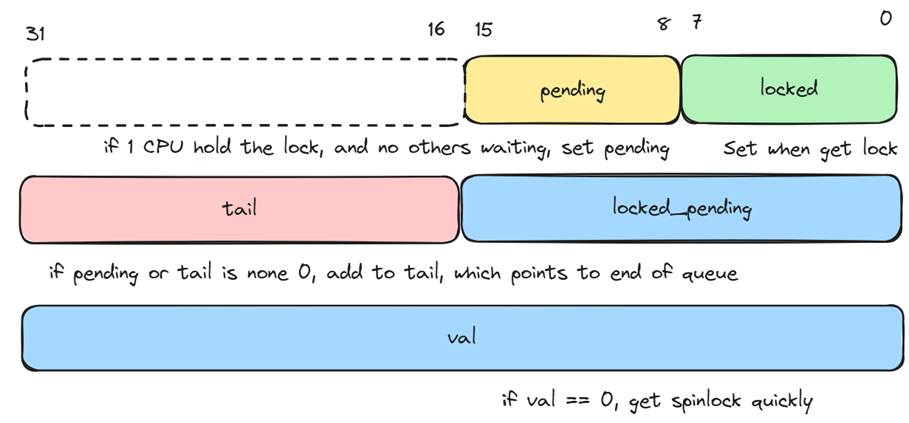 31 16 15 8 7 0
pending locked
if 1 CPU hold the lock, and no others waiting, set pending Set when get lock
tail locked_pending
if pending or tail is none 0, add to tail, which points to end of queue
val
if val == 0, get spinlock quickly